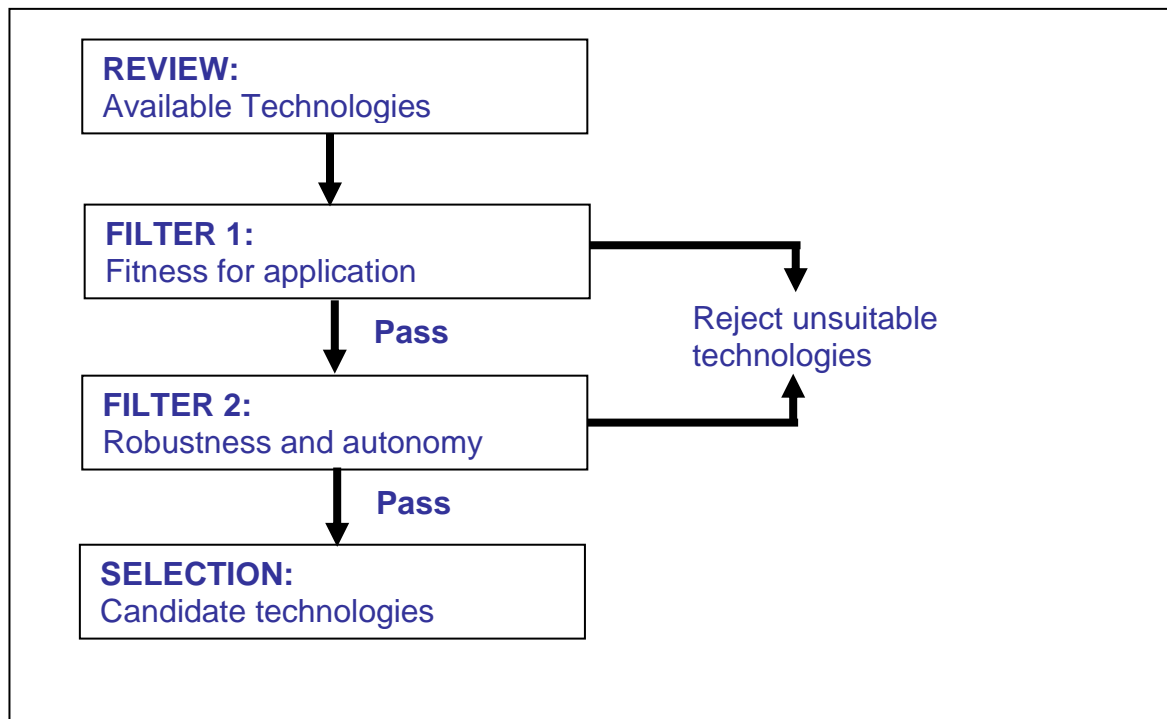 REVIEW:
Available Technologies
FILTER 1:
Fitness for application
Pass
Reject unsuitable
technologies
FILTER 2:
Robustness and autonomy
Pass
SELECTION:
Candidate technologies